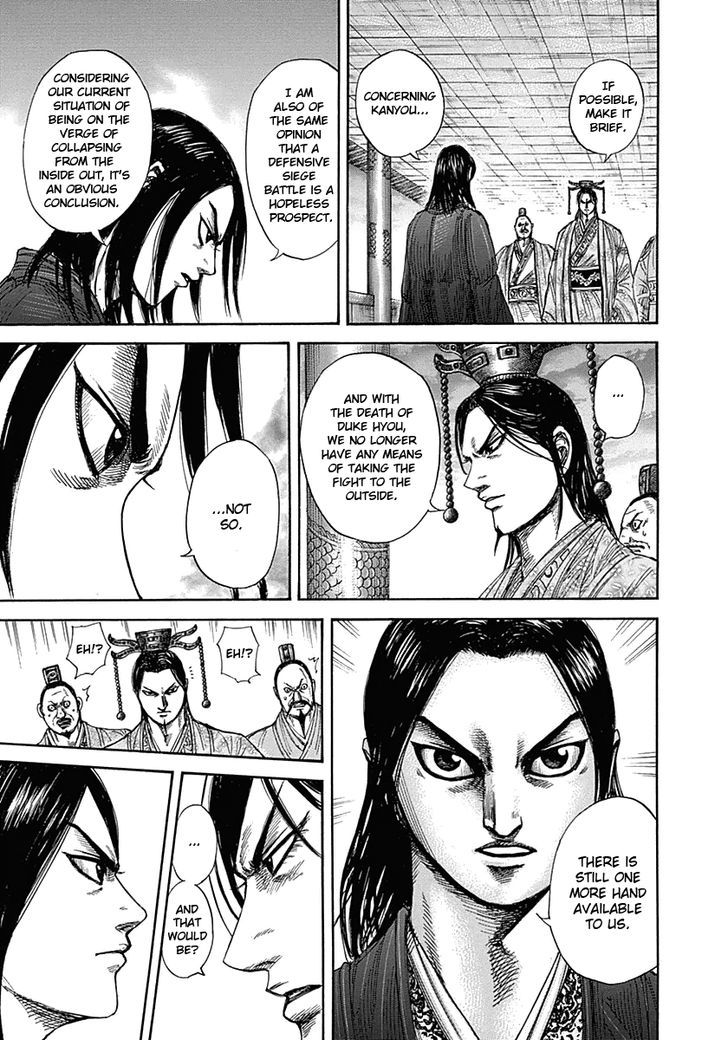 IF
POSSIBLE,
MAKE IT
BRIEF.
CONCERNING
KANYOU...
I AM
ALSO OF
THE SAME
OPINION
THAT A
DEFENSIVE
SIEGE
BATTLE IS A
HOPELESS
PROSPECT.
CONSIDERING
OUR CURRENT
SITUATION OF
BEING ON THE
VERGE OF
COLLAPSING
FROM THE
INSIDE OUT, IT'S
AN OBVIOUS
CONCLUSION.
...
AND WITH
THE DEATH OF
DUKE HYOU,
WE NO LONGER
HAVE ANY MEANS
OF TAKING THE
FIGHT TO THE
OUTSIDE.
...NOT
SO.
THERE IS
STILL ONE
MORE HAND
AVAILABLE
TO US.
EH!?
EH!?
...
AND
THAT
WOULD
BE?